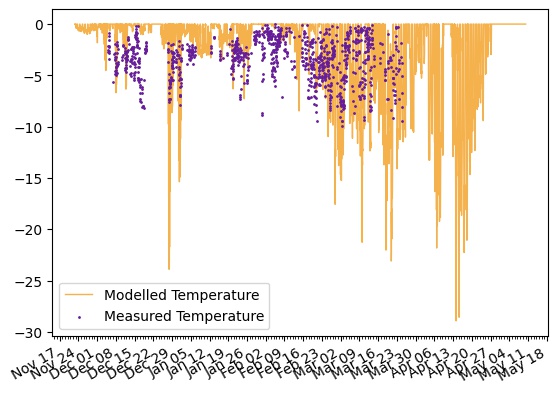 0
−5
−10
−15
−20
−25
−30
Modelled Temperature
Measured Temperature
Nov 17
Nov 24
Dec 01
Dec 08
Dec 15
Dec 22
Dec 29
Jan 05
Jan 12
Jan 19
Jan 26
Feb 02
Feb 09
Feb 16
Feb 23
Mar 02
Mar 09
Mar 16
Mar 23
Mar 30
Apr 06
Apr 13
Apr 20
Apr 27
May 04
May 11
May 18